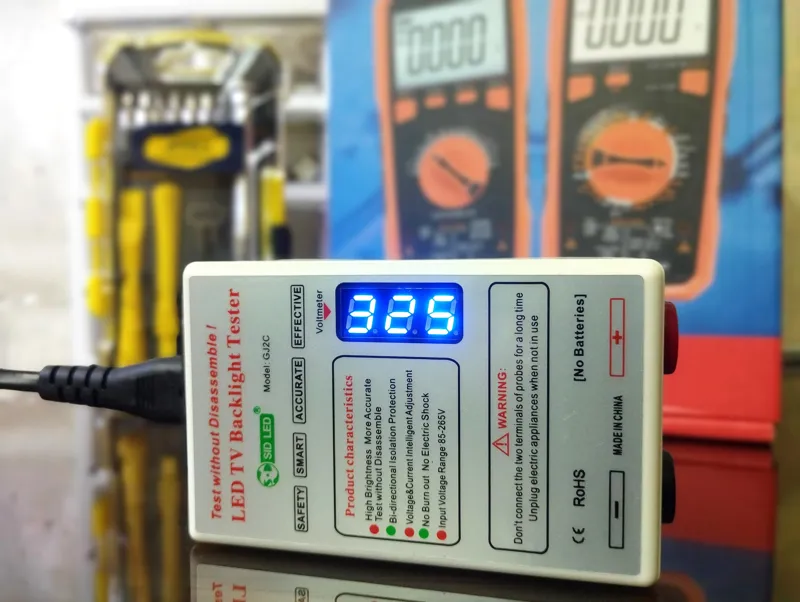 0000
0000
Test without Disassemble !
LED TV Backlight Tester
SID LED®
Model: GJ2C
SAFETY SMART ACCURATE EFFECTIVE
Voltmeter
325
Product characteristics
High Brightness More Accurate
Test without Disassemble
Bi-directional Isolation Protection
Voltage&Current Intelligent Adjustment
No Burn out No Electric Shock
Input Voltage Range 85-265V
WARNING:
Don't connect the two terminals of probes for a long time
Unplug electric appliances when not in use
CE RoHS [No Batteries]
− MADE IN CHINA +